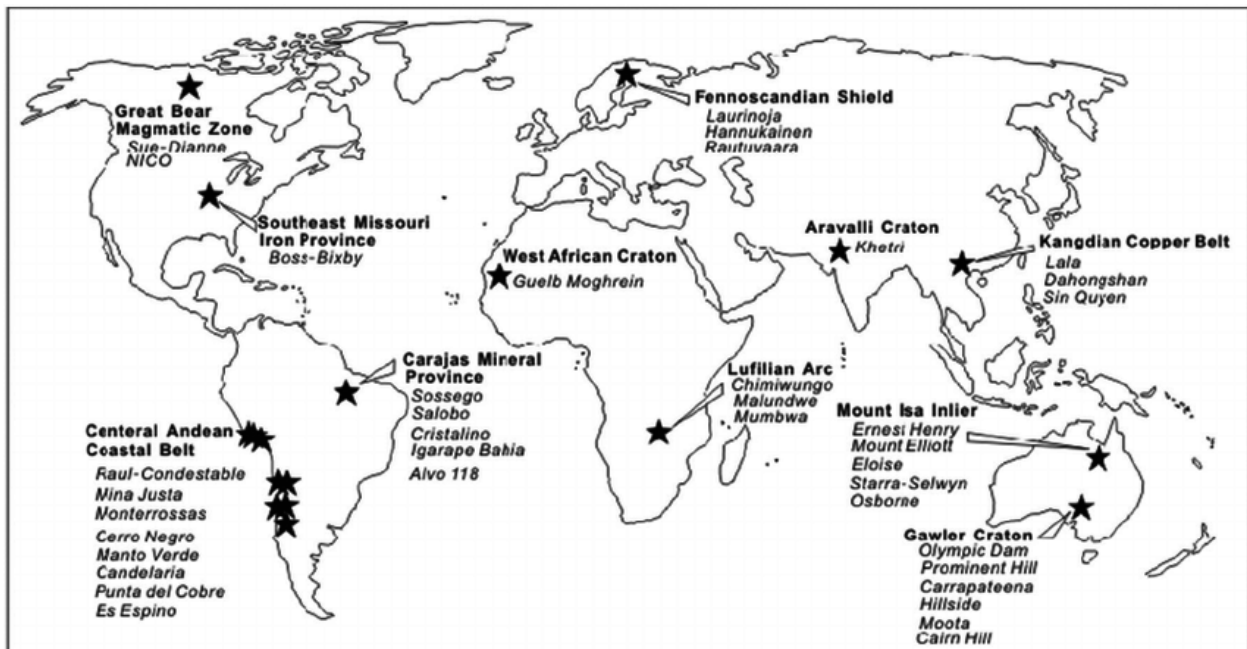 Great Bear
Magmatic Zone
Sue-Dianne
NICO
Southeast Missouri
Iron Province
Boss-Bixby
Fennoscandian Shield
Laurinoja
Hannukainen
Rautuvaara
West African Craton
Guelb Moghrein
Aravalli Craton
Khetri
Kangdian Copper Belt
Lala
Dahongshan
Sin Quyen
Carajas Mineral
Province
Sossego
Salobo
Cristalino
Igarape Bahia
Alvo 118
Lufilian Arc
Chimiwungo
Malundwe
Mumbwa
Centeral Andean
Coastal Belt
Raul-Condestable
Mina Justa
Monterrossas
Cerro Negro
Manto Verde
Candelaria
Punta del Cobre
Es Espino
Mount Isa Inlier
Ernest Henry
Mount Elliott
Eloise
Starra-Selwyn
Osborne
Gawler Craton
Olympic Dam
Prominent Hill
Carrapateena
Hillside
Moota
Cairn Hill